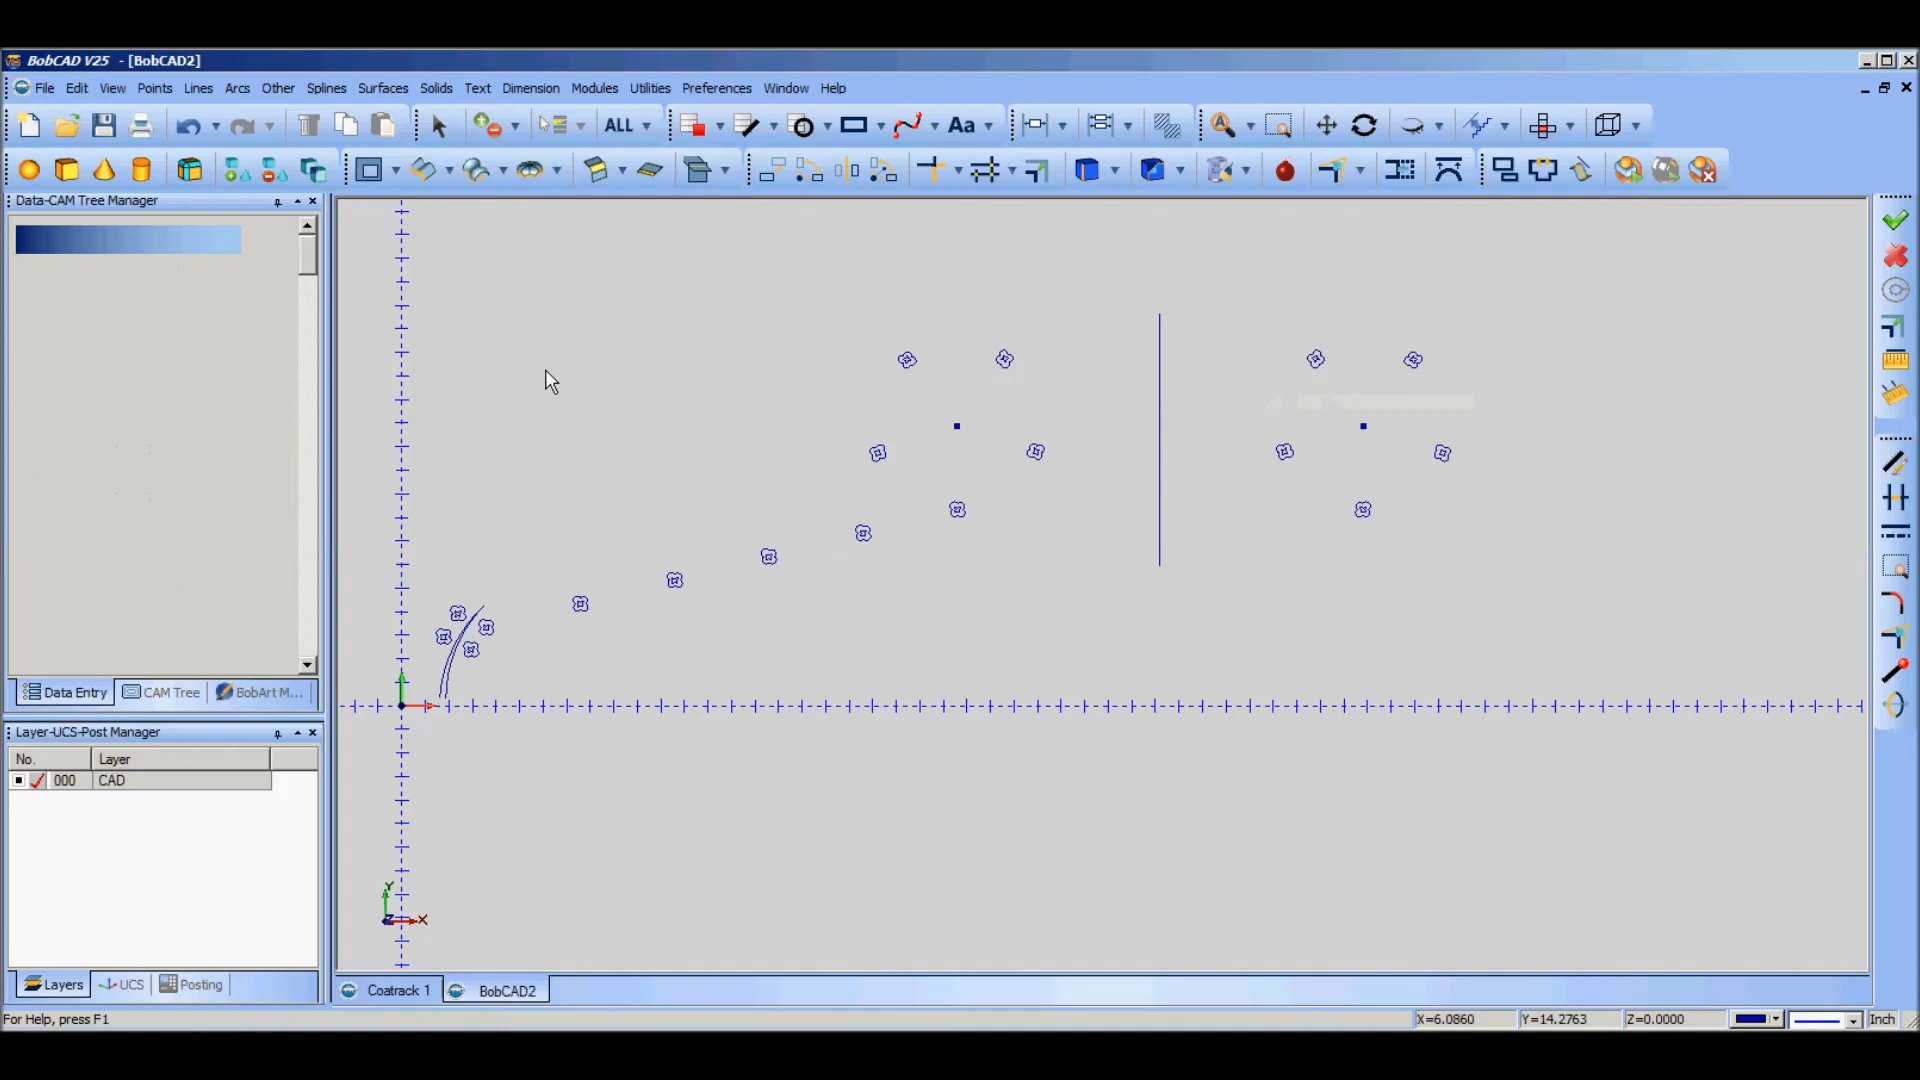 BobCAD V25 - [BobCAD2]
File Edit View Points Lines Arcs Other Splines Surfaces Solids Text Dimension Modules Utilities Preferences Window Help
ALL Aa
Data-CAM Tree Manager
Data Entry CAM Tree BobArt M...
Layer-UCS-Post Manager
No. Layer
000 CAD
Layers UCS Posting
Y
Z X
Coatrack 1 BobCAD2
For Help, press F1 X=6.0860 Y=14.2763 Z=0.0000 Inch